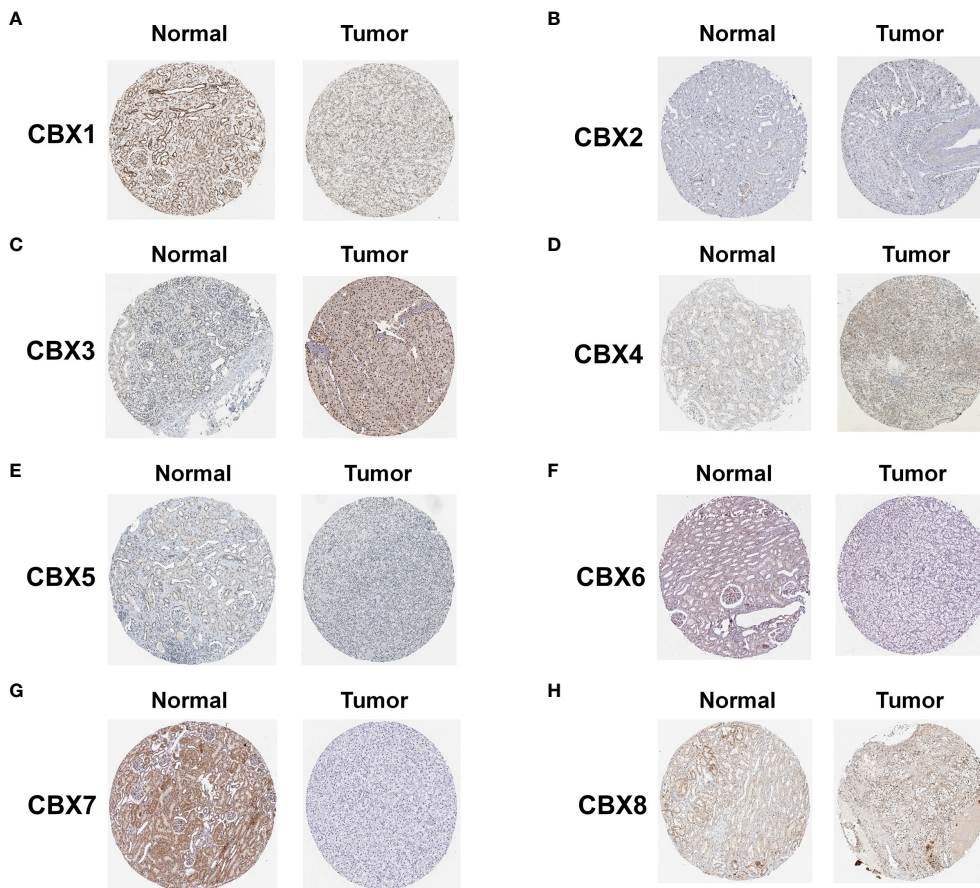 A
Normal Tumor
CBX1
B
Normal Tumor
CBX2
C
Normal Tumor
CBX3
D
Normal Tumor
CBX4
E
Normal Tumor
CBX5
F
Normal Tumor
CBX6
G
Normal Tumor
CBX7
H
Normal Tumor
CBX8